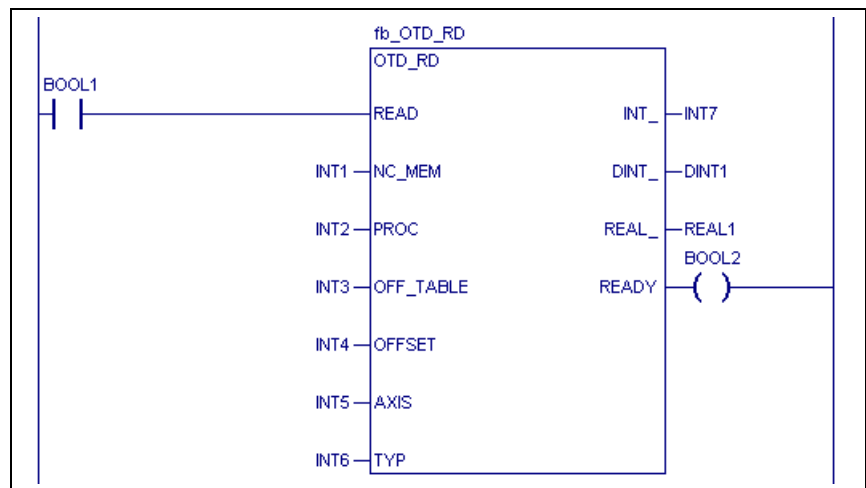 fb_OTD_RD
OTD_RD
BOOL1
READ INT_ INT7
INT1 NC_MEM DINT_ DINT1
INT2 PROC REAL_ REAL1
BOOL2
INT3 OFF_TABLE READY
INT4 OFFSET
INT5 AXIS
INT6 TYP